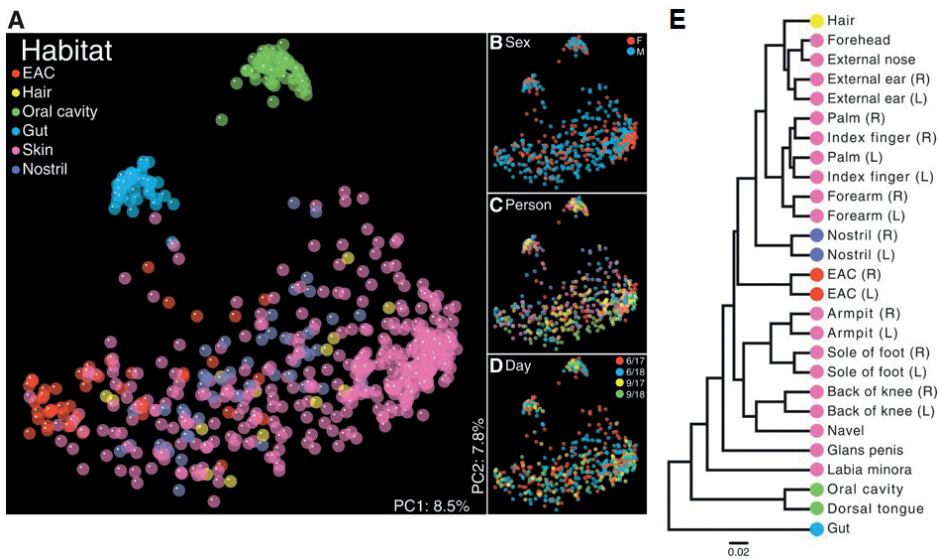 A
Habitat
EAC
Hair
Oral cavity
Gut
Skin
Nostril
PC1: 8.5%
PC2: 7.8%
B Sex
F
M
C Person
D Day
6/17
6/18
9/17
9/18
E
Hair
Forehead
External nose
External ear (R)
External ear (L)
Palm (R)
Index finger (R)
Palm (L)
Index finger (L)
Forearm (R)
Forearm (L)
Nostril (R)
Nostril (L)
EAC (R)
EAC (L)
Armpit (R)
Armpit (L)
Sole of foot (R)
Sole of foot (L)
Back of knee (R)
Back of knee (L)
Navel
Glans penis
Labia minora
Oral cavity
Dorsal tongue
Gut
0.02